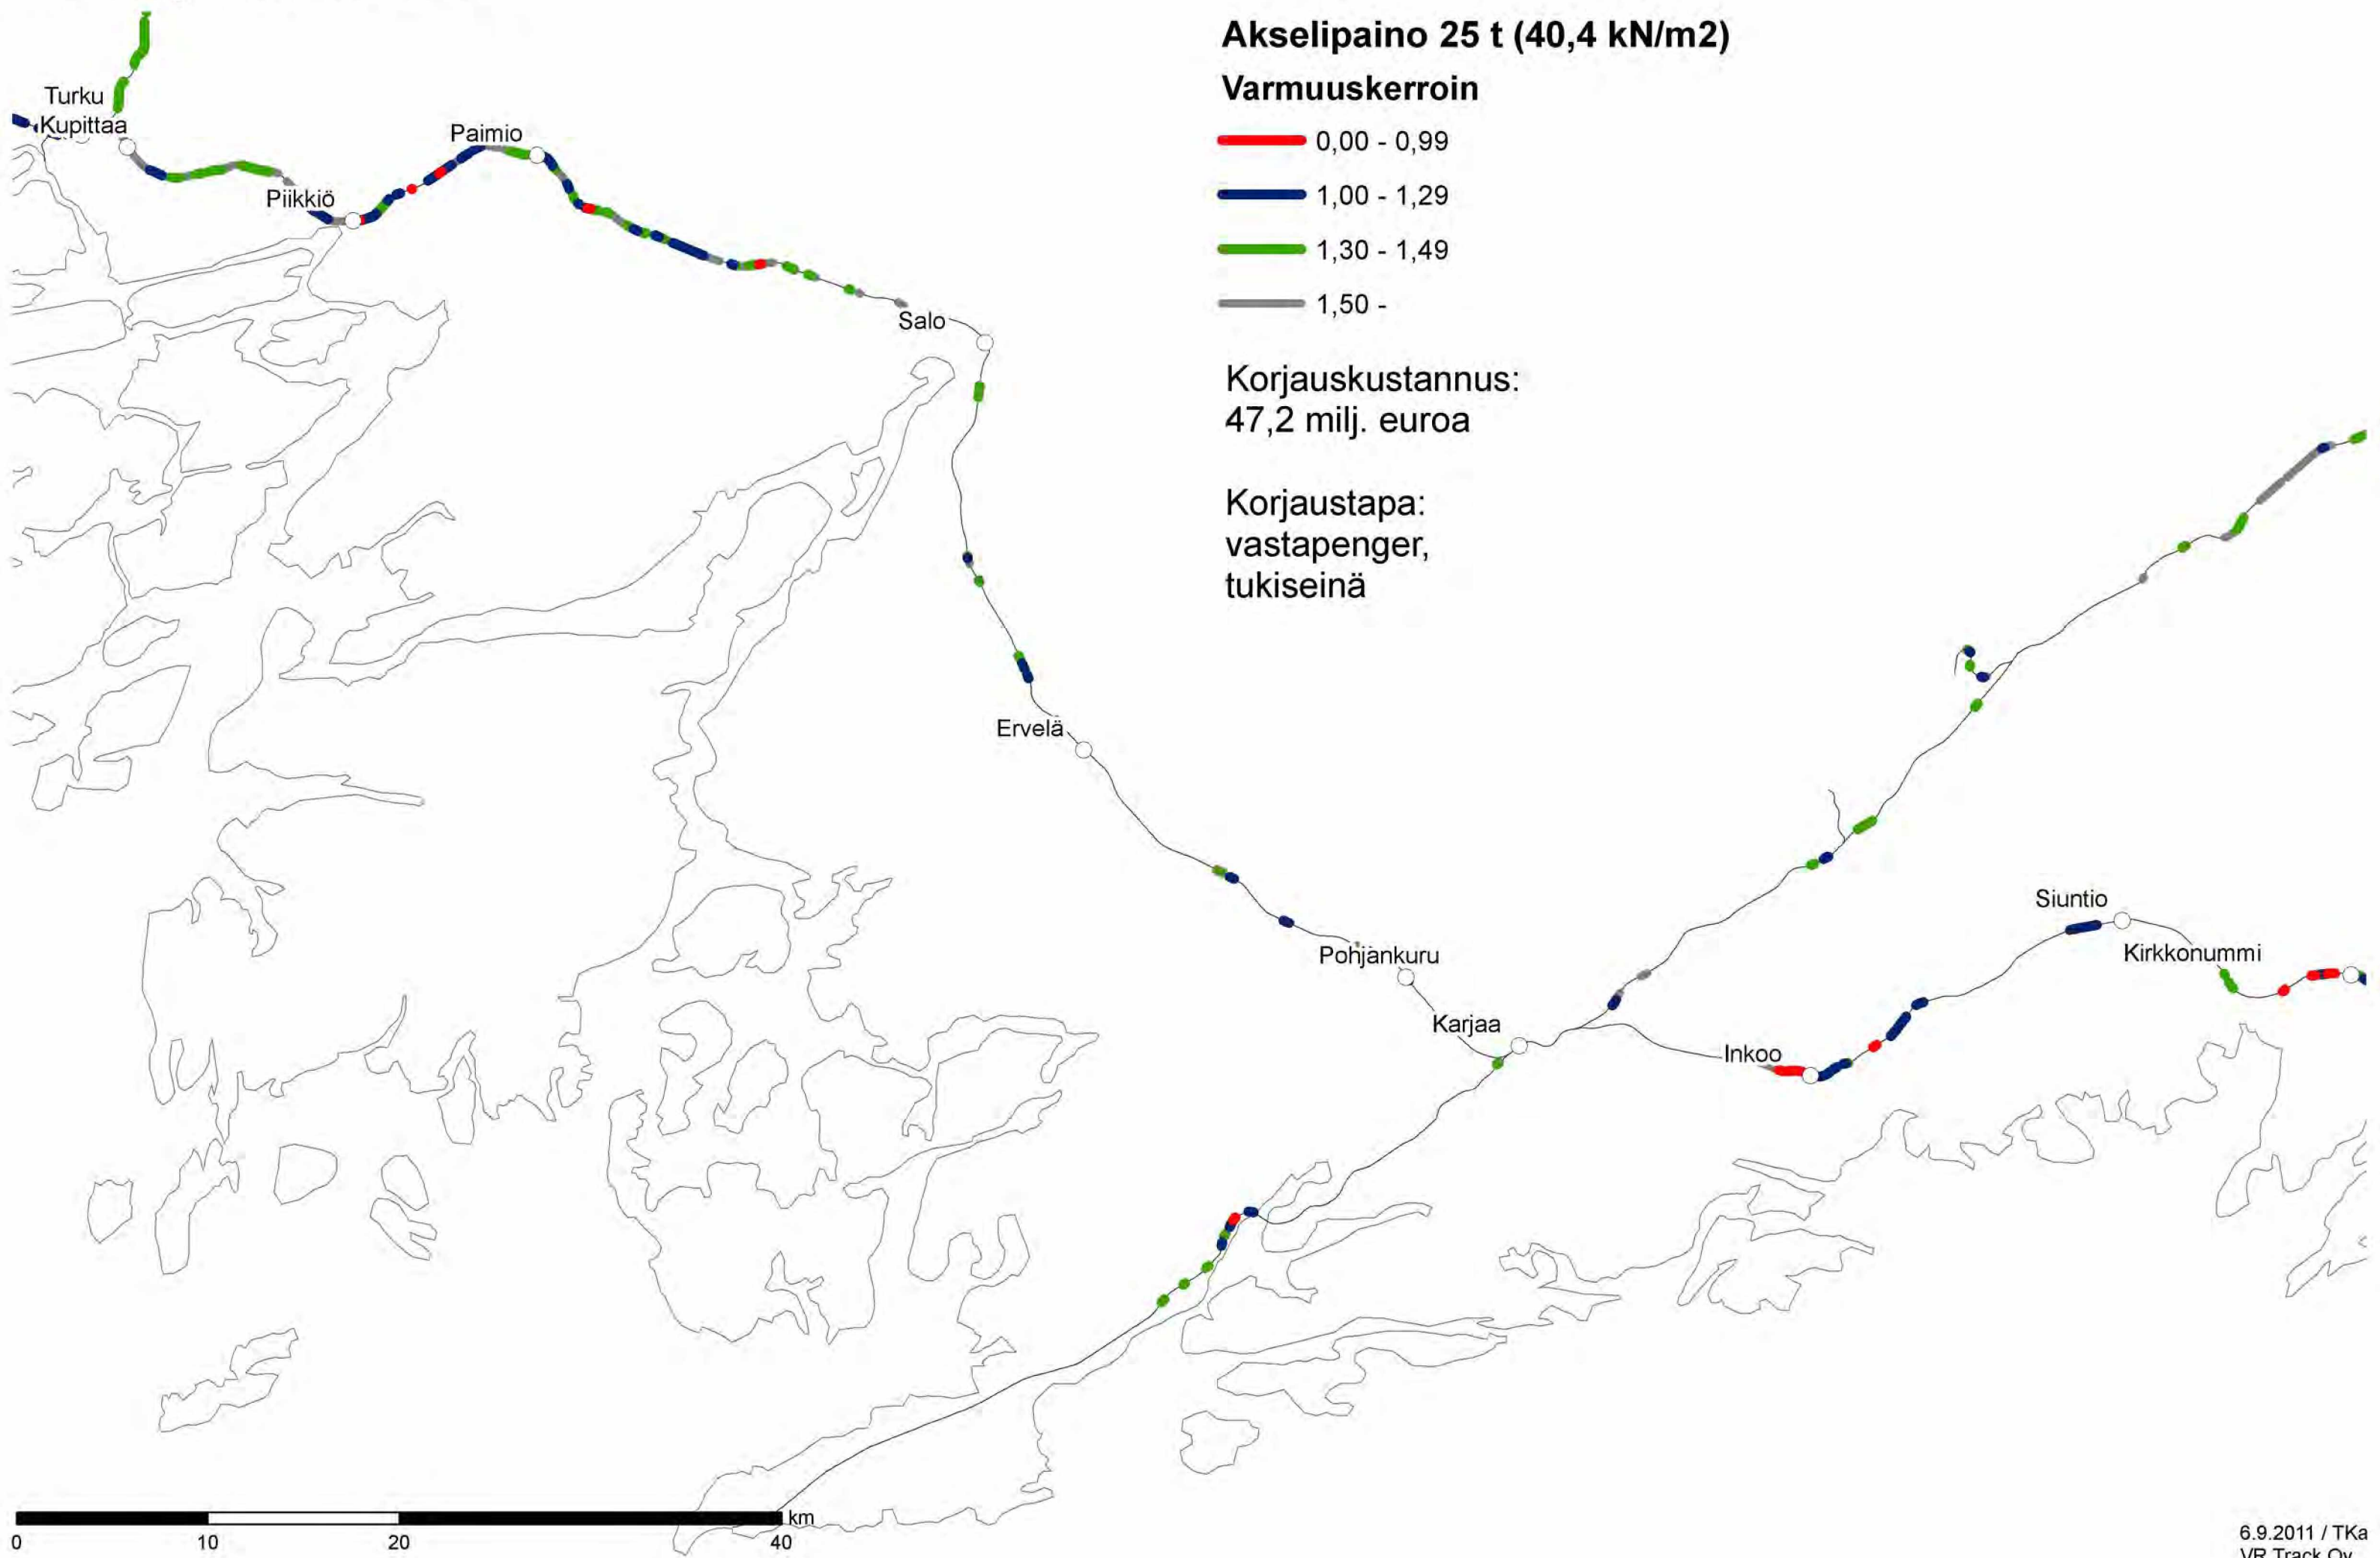 Akselipaino 25 t (40,4 kN/m2)
Varmuuskerroin
0,00 - 0,99
1,00 - 1,29
1,30 - 1,49
1,50 -
Korjauskustannus:
47,2 milj. euroa
Korjaustapa:
vastapenger,
tukiseinä
Turku
Kupittaa
Paimio
Piikkiö
Salo
Ervelä
Pohjankuru
Karjaa
Inkoo
Siuntio
Kirkkonummi
km
0 10 20 40
6.9.2011 / TKa
VR Track Oy